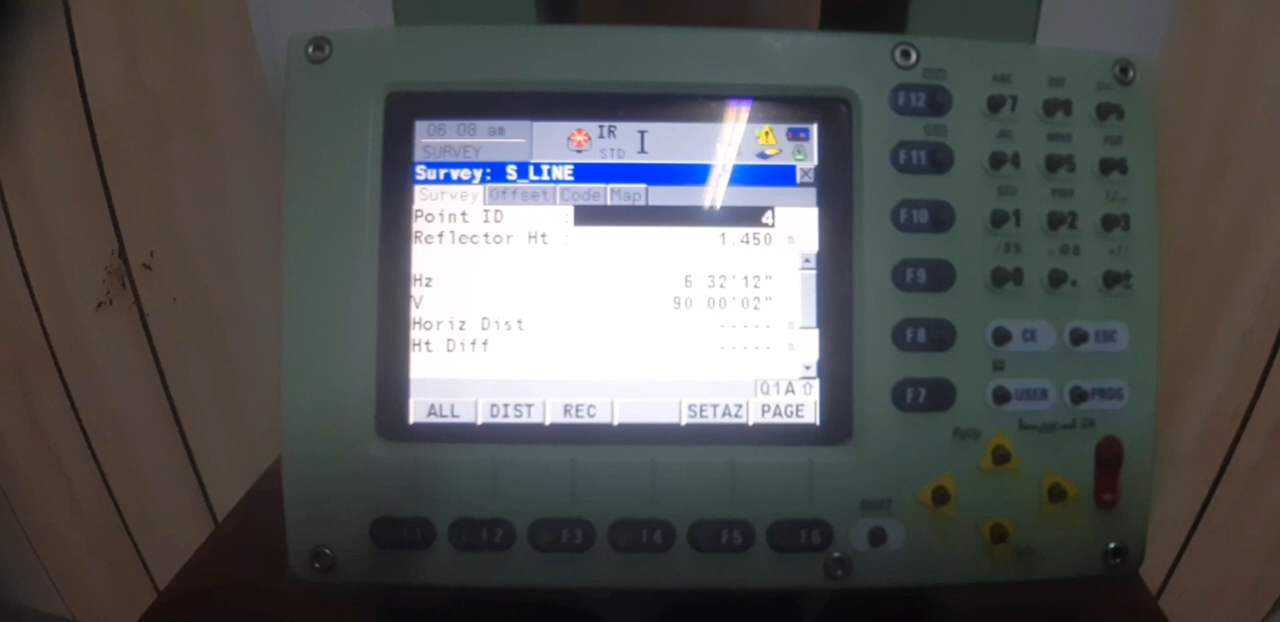 06 08 am
IR
STD
I
SURVEY
Survey: S_LINE
Survey Offset Code Map
Point ID : 4
Reflector Ht : 1.450 m
Hz 6 32'12"
V 90 00'02"
Horiz Dist ----- m
Ht Diff ----- m
Q1A
ALL DIST REC SETAZ PAGE
F12
F11
F10
F9
F8
F7
ABC
7
4
5
6
1
2
3
0
.
±
CE
ESC
USER
PROG
F1 F2 F3 F4 F5 F6